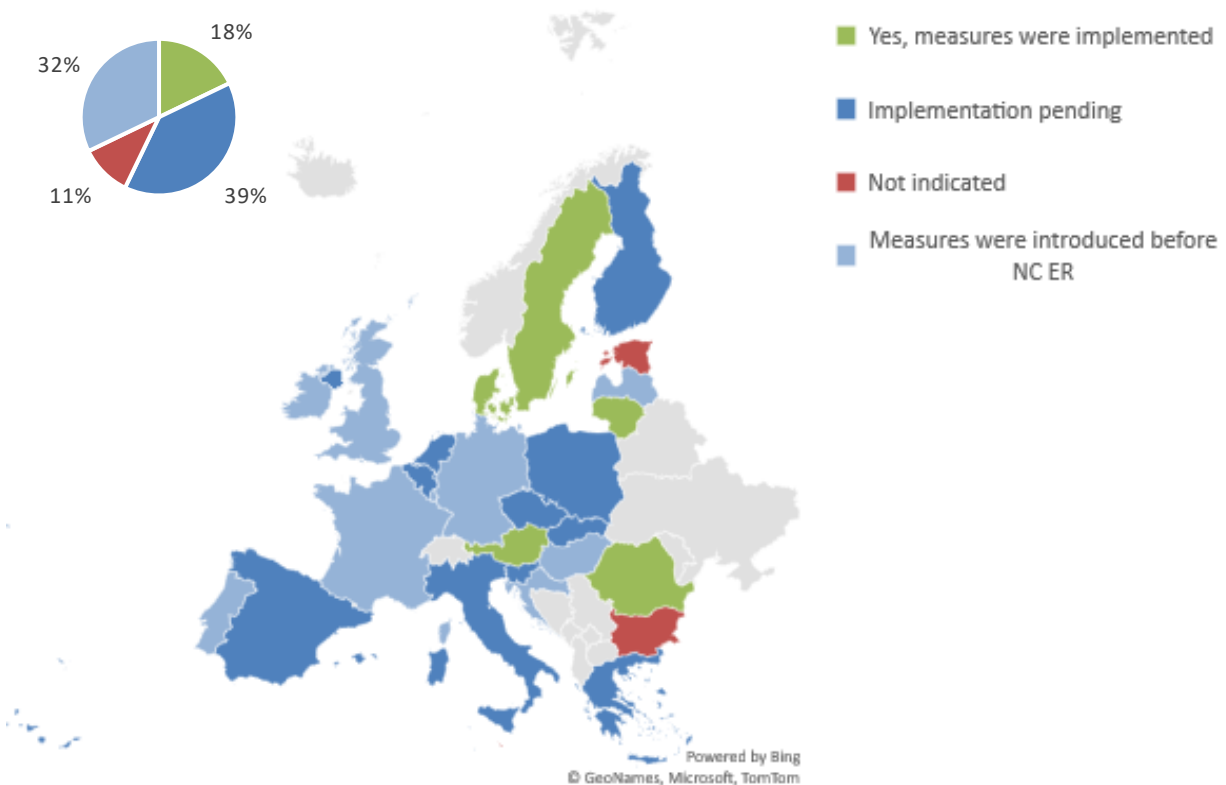 18%
32%
11%
39%
Yes, measures were implemented
Implementation pending
Not indicated
Measures were introduced before
NC ER
Powered by Bing
© GeoNames, Microsoft, TomTom